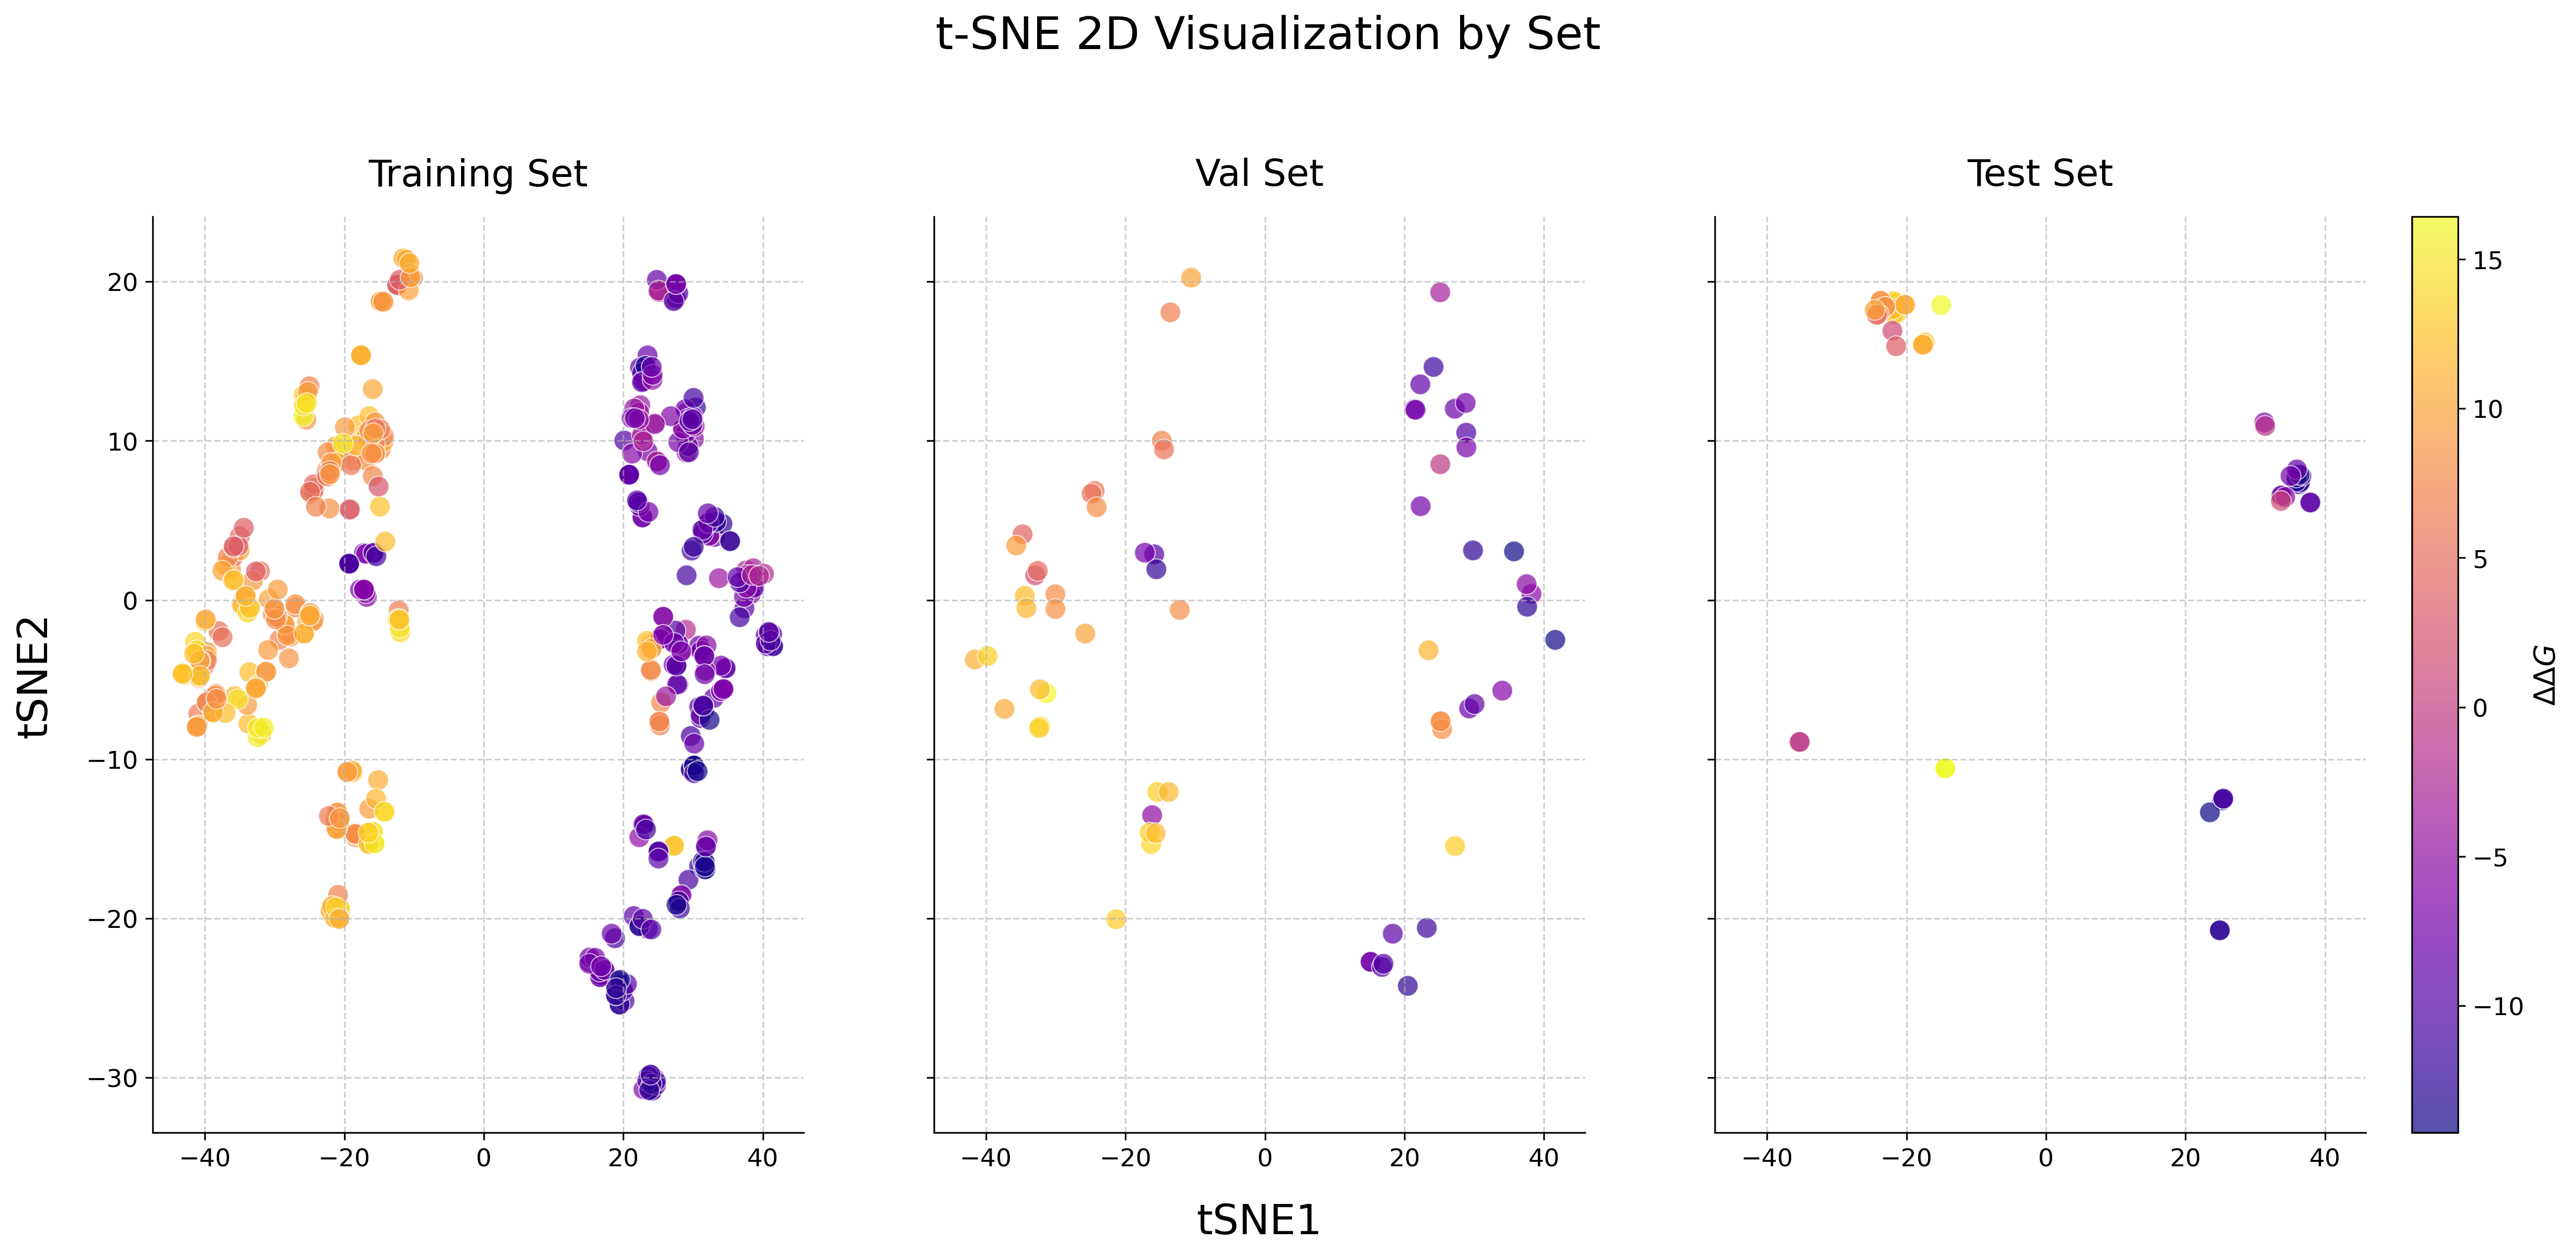 t-SNE 2D Visualization by Set
Training Set
Val Set
Test Set
20
10
0
−10
−20
−30
tSNE2
−40 −20 0 20 40
−40 −20 0 20 40
−40 −20 0 20 40
tSNE1
15
10
5
0
−5
−10
ΔΔG